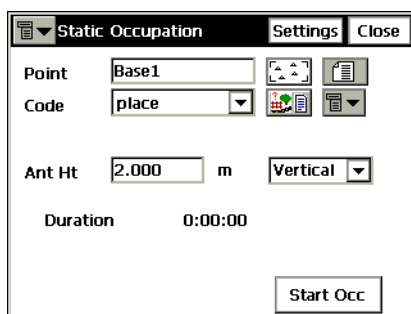 Static Occupation Settings Close
Point Base1
Code place
Ant Ht 2.000 m Vertical
Duration 0:00:00
Start Occ